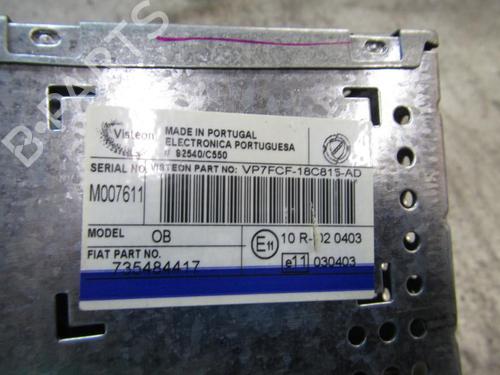 Visteon
MADE IN PORTUGAL
ELECTRONICA PORTUGUESA
# 92540/C550
SERIAL NO. VISTEON PART NO: VP7FCF-18C815-AD
M007611
MODEL OB
FIAT PART NO.
735484417
E11 10 R-02 0403
e11 030403
B-PARTS